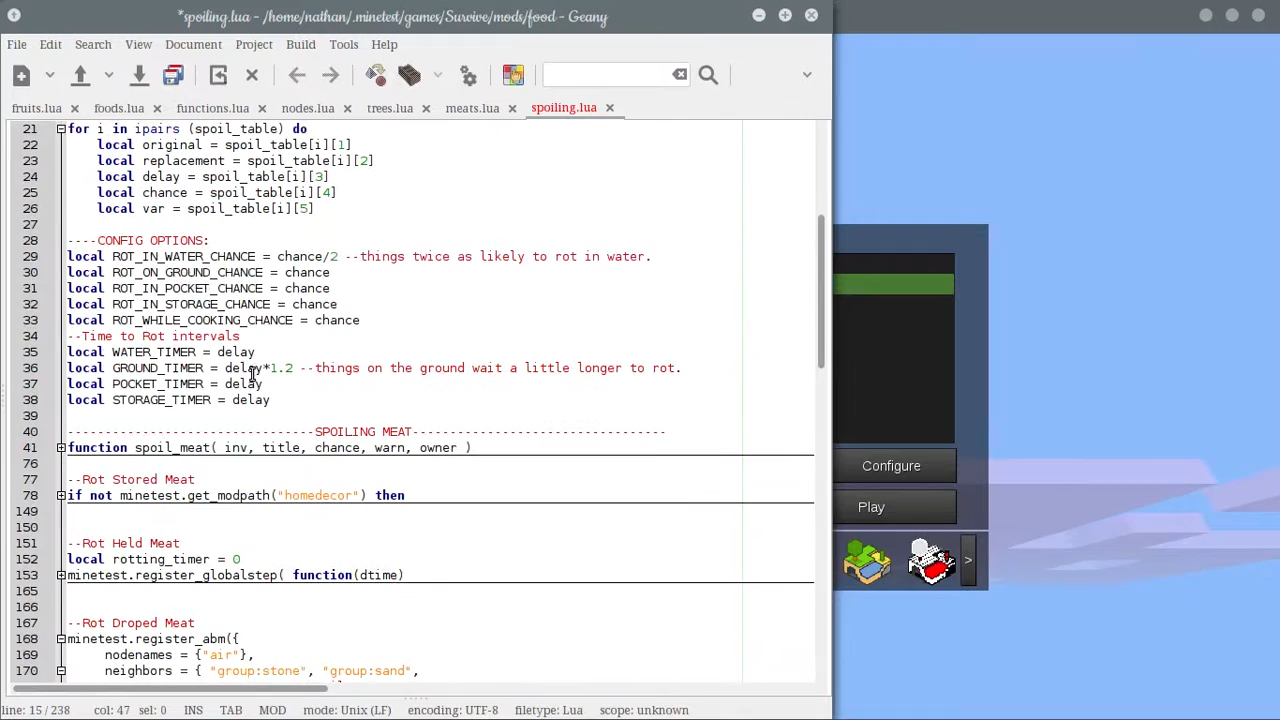 *spoiling.lua - /home/nathan/.minetest/games/Survive/mods/food - Geany
File Edit Search View Document Project Build Tools Help
fruits.lua foods.lua functions.lua nodes.lua trees.lua meats.lua spoiling.lua
21 for i in ipairs (spoil_table) do
22 local original = spoil_table[i][1]
23 local replacement = spoil_table[i][2]
24 local delay = spoil_table[i][3]
25 local chance = spoil_table[i][4]
26 local var = spoil_table[i][5]
27
28 ----CONFIG OPTIONS:
29 local ROT_IN_WATER_CHANCE = chance/2 --things twice as likely to rot in water.
30 local ROT_ON_GROUND_CHANCE = chance
31 local ROT_IN_POCKET_CHANCE = chance
32 local ROT_IN_STORAGE_CHANCE = chance
33 local ROT_WHILE_COOKING_CHANCE = chance
34 --Time to Rot intervals
35 local WATER_TIMER = delay
36 local GROUND_TIMER = delay*1.2 --things on the ground wait a little longer to rot.
37 local POCKET_TIMER = delay
38 local STORAGE_TIMER = delay
39
40 ---------------------------------SPOILING MEAT----------------------------------
41 function spoil_meat( inv, title, chance, warn, owner )
76
77 --Rot Stored Meat
78 if not minetest.get_modpath("homedecor") then
149
150
151 --Rot Held Meat
152 local rotting_timer = 0
153 minetest.register_globalstep( function(dtime)
165
166
167 --Rot Droped Meat
168 minetest.register_abm({
169 nodenames = {"air"},
170 neighbors = { "group:stone", "group:sand",
Configure
Play
>
line: 15 / 238 col: 47 sel: 0 INS TAB MOD mode: Unix (LF) encoding: UTF-8 filetype: Lua scope: unknown